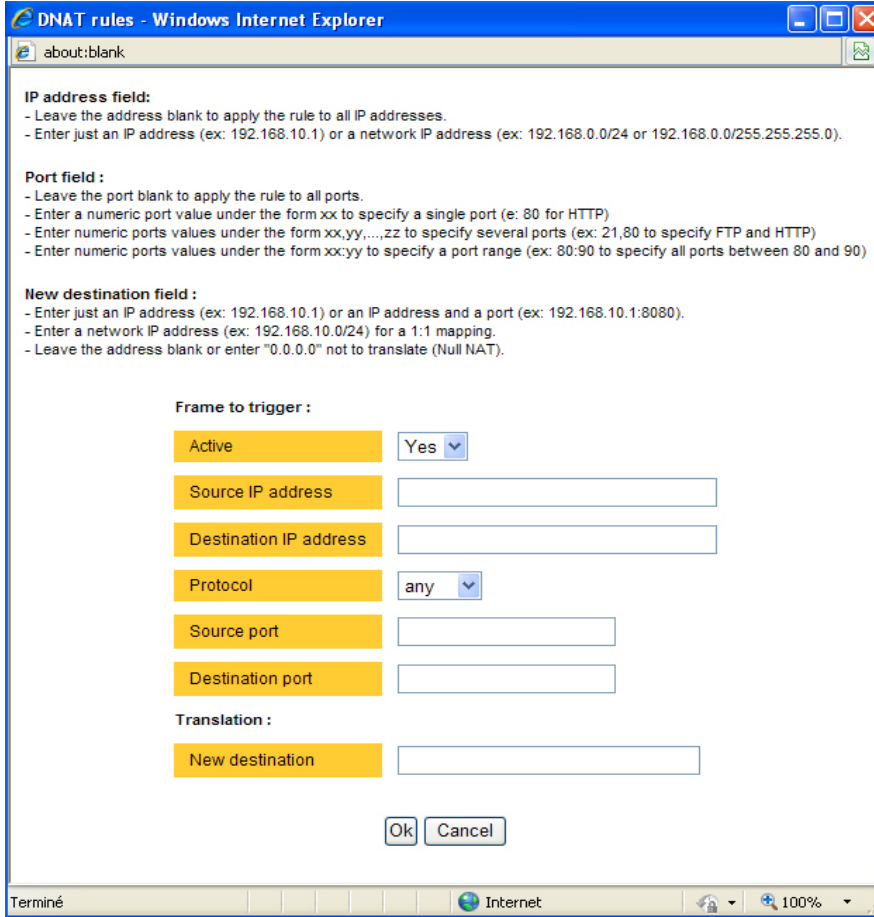 DNAT rules - Windows Internet Explorer
about:blank
IP address field:
- Leave the address blank to apply the rule to all IP addresses.
- Enter just an IP address (ex: 192.168.10.1) or a network IP address (ex: 192.168.0.0/24 or 192.168.0.0/255.255.255.0).
Port field :
- Leave the port blank to apply the rule to all ports.
- Enter a numeric port value under the form xx to specify a single port (e: 80 for HTTP)
- Enter numeric ports values under the form xx,yy,...,zz to specify several ports (ex: 21,80 to specify FTP and HTTP)
- Enter numeric ports values under the form xx:yy to specify a port range (ex: 80:90 to specify all ports between 80 and 90)
New destination field :
- Enter just an IP address (ex: 192.168.10.1) or an IP address and a port (ex: 192.168.10.1:8080).
- Enter a network IP address (ex: 192.168.10.0/24) for a 1:1 mapping.
- Leave the address blank or enter "0.0.0.0" not to translate (Null NAT).
Frame to trigger :
Active Yes
Source IP address
Destination IP address
Protocol any
Source port
Destination port
Translation :
New destination
Ok Cancel
Terminé Internet 100%